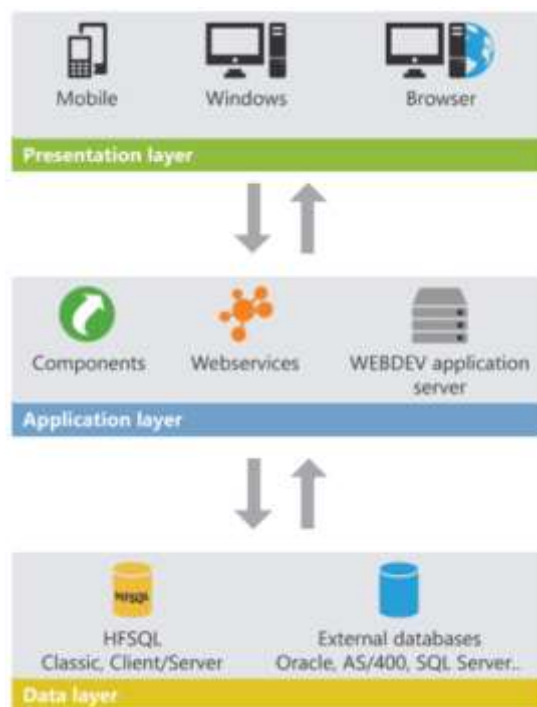 Mobile
Windows
Browser
Presentation layer
Components
Webservices
WEBDEV application
server
Application layer
HFSQL
HFSQL
Classic, Client/Server
External databases
Oracle, AS/400, SQL Server..
Data layer